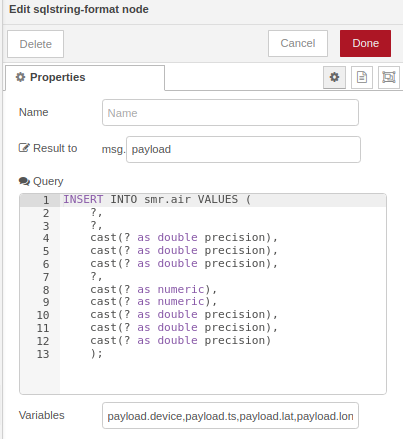 Edit sqlstring-format node
Delete
Cancel
Done
Properties
Name
Name
Result to
msg.payload
Query
1 INSERT INTO smr.air VALUES (
2 ?,
3 ?,
4 cast(? as double precision),
5 cast(? as double precision),
6 cast(? as double precision),
7 ?,
8 cast(? as numeric),
9 cast(? as numeric),
10 cast(? as double precision),
11 cast(? as double precision),
12 cast(? as double precision)
13 );
Variables
payload.device,payload.ts,payload.lat,payload.lon